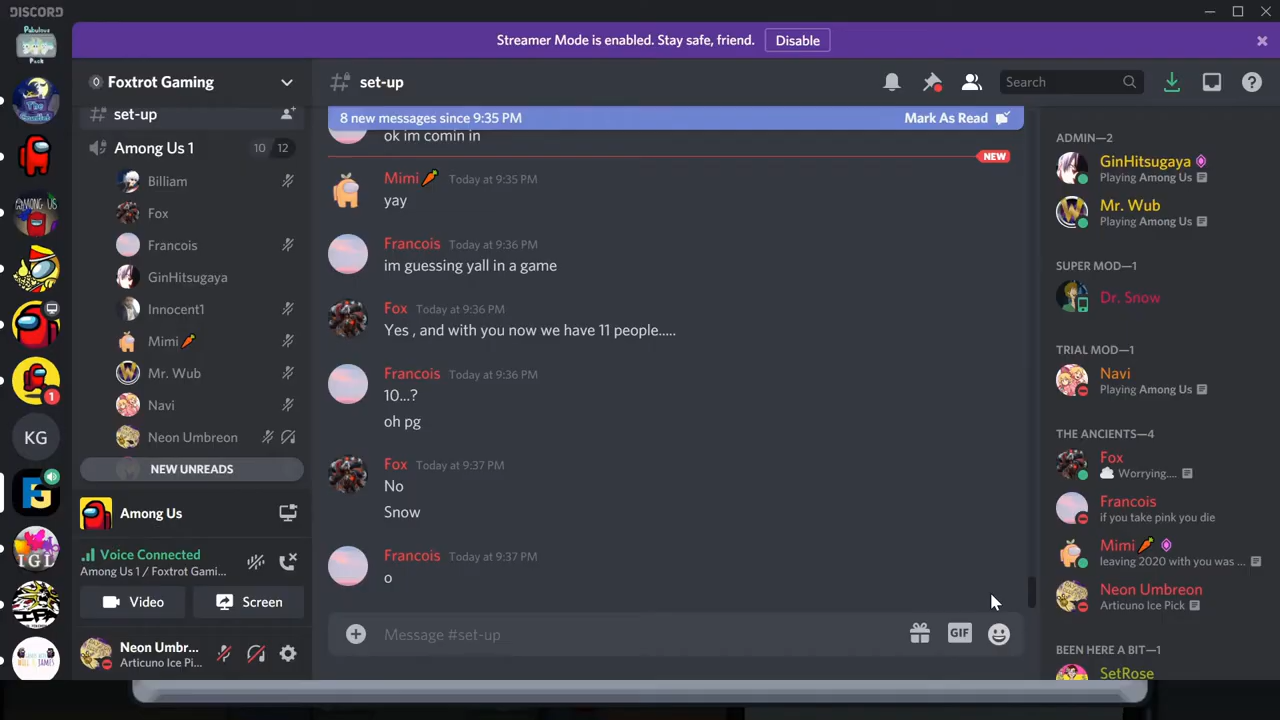 DISCORD
Streamer Mode is enabled. Stay safe, friend.
Disable
Pabulous
Pack
The
AMONG US
1
KG
IGL
Foxtrot Gaming
set-up
Among Us 1
10 12
Billiam
Fox
Francois
GinHitsugaya
Innocent1
Mimi🥕
Mr. Wub
Navi
Neon Umbreon
NEW UNREADS
Among Us
Voice Connected
Among Us 1 / Foxtrot Gami...
Video
Screen
Neon Umbr...
Articuno Ice Pi...
set-up
Search
8 new messages since 9:35 PM
Mark As Read
ok im comin in
NEW
Mimi🥕 Today at 9:35 PM
yay
Francois Today at 9:36 PM
im guessing yall in a game
Fox Today at 9:36 PM
Yes , and with you now we have 11 people.....
Francois Today at 9:36 PM
10...?
oh pg
Fox Today at 9:37 PM
No
Snow
Francois Today at 9:37 PM
o
Message #set-up
GIF
ADMIN—2
GinHitsugaya
Playing Among Us
Mr. Wub
Playing Among Us
SUPER MOD—1
Dr. Snow
TRIAL MOD—1
Navi
Playing Among Us
THE ANCIENTS—4
Fox
Worrying....
Francois
if you take pink you die
Mimi🥕
leaving 2020 with you was ...
Neon Umbreon
Articuno Ice Pick
BEEN HERE A BIT—1
SetRose